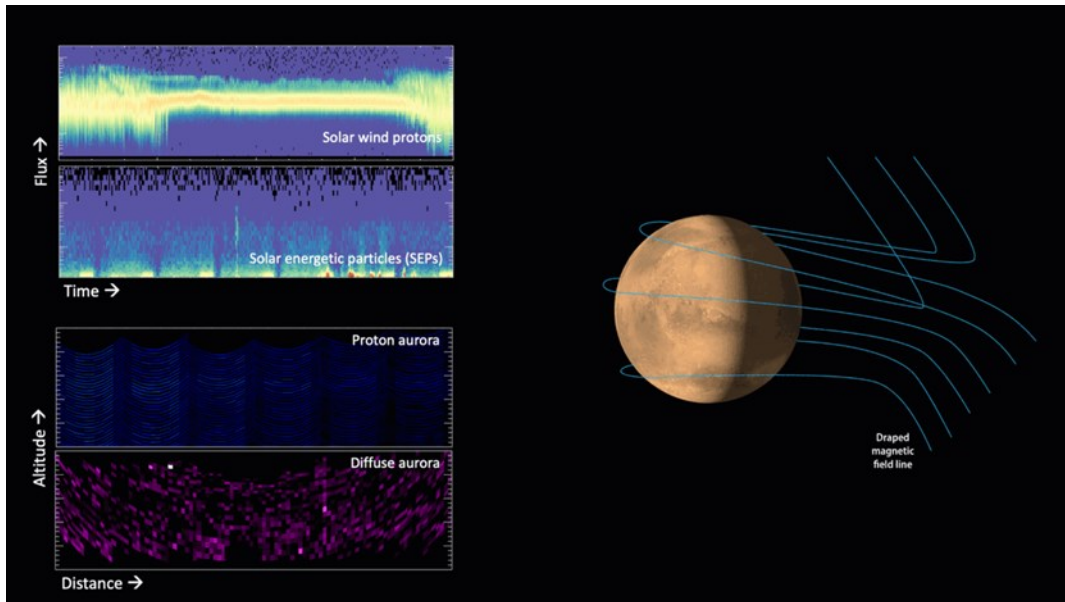 Flux →
Solar wind protons
Solar energetic particles (SEPs)
Time →
Altitude →
Proton aurora
Diffuse aurora
Distance →
Draped
magnetic
field line